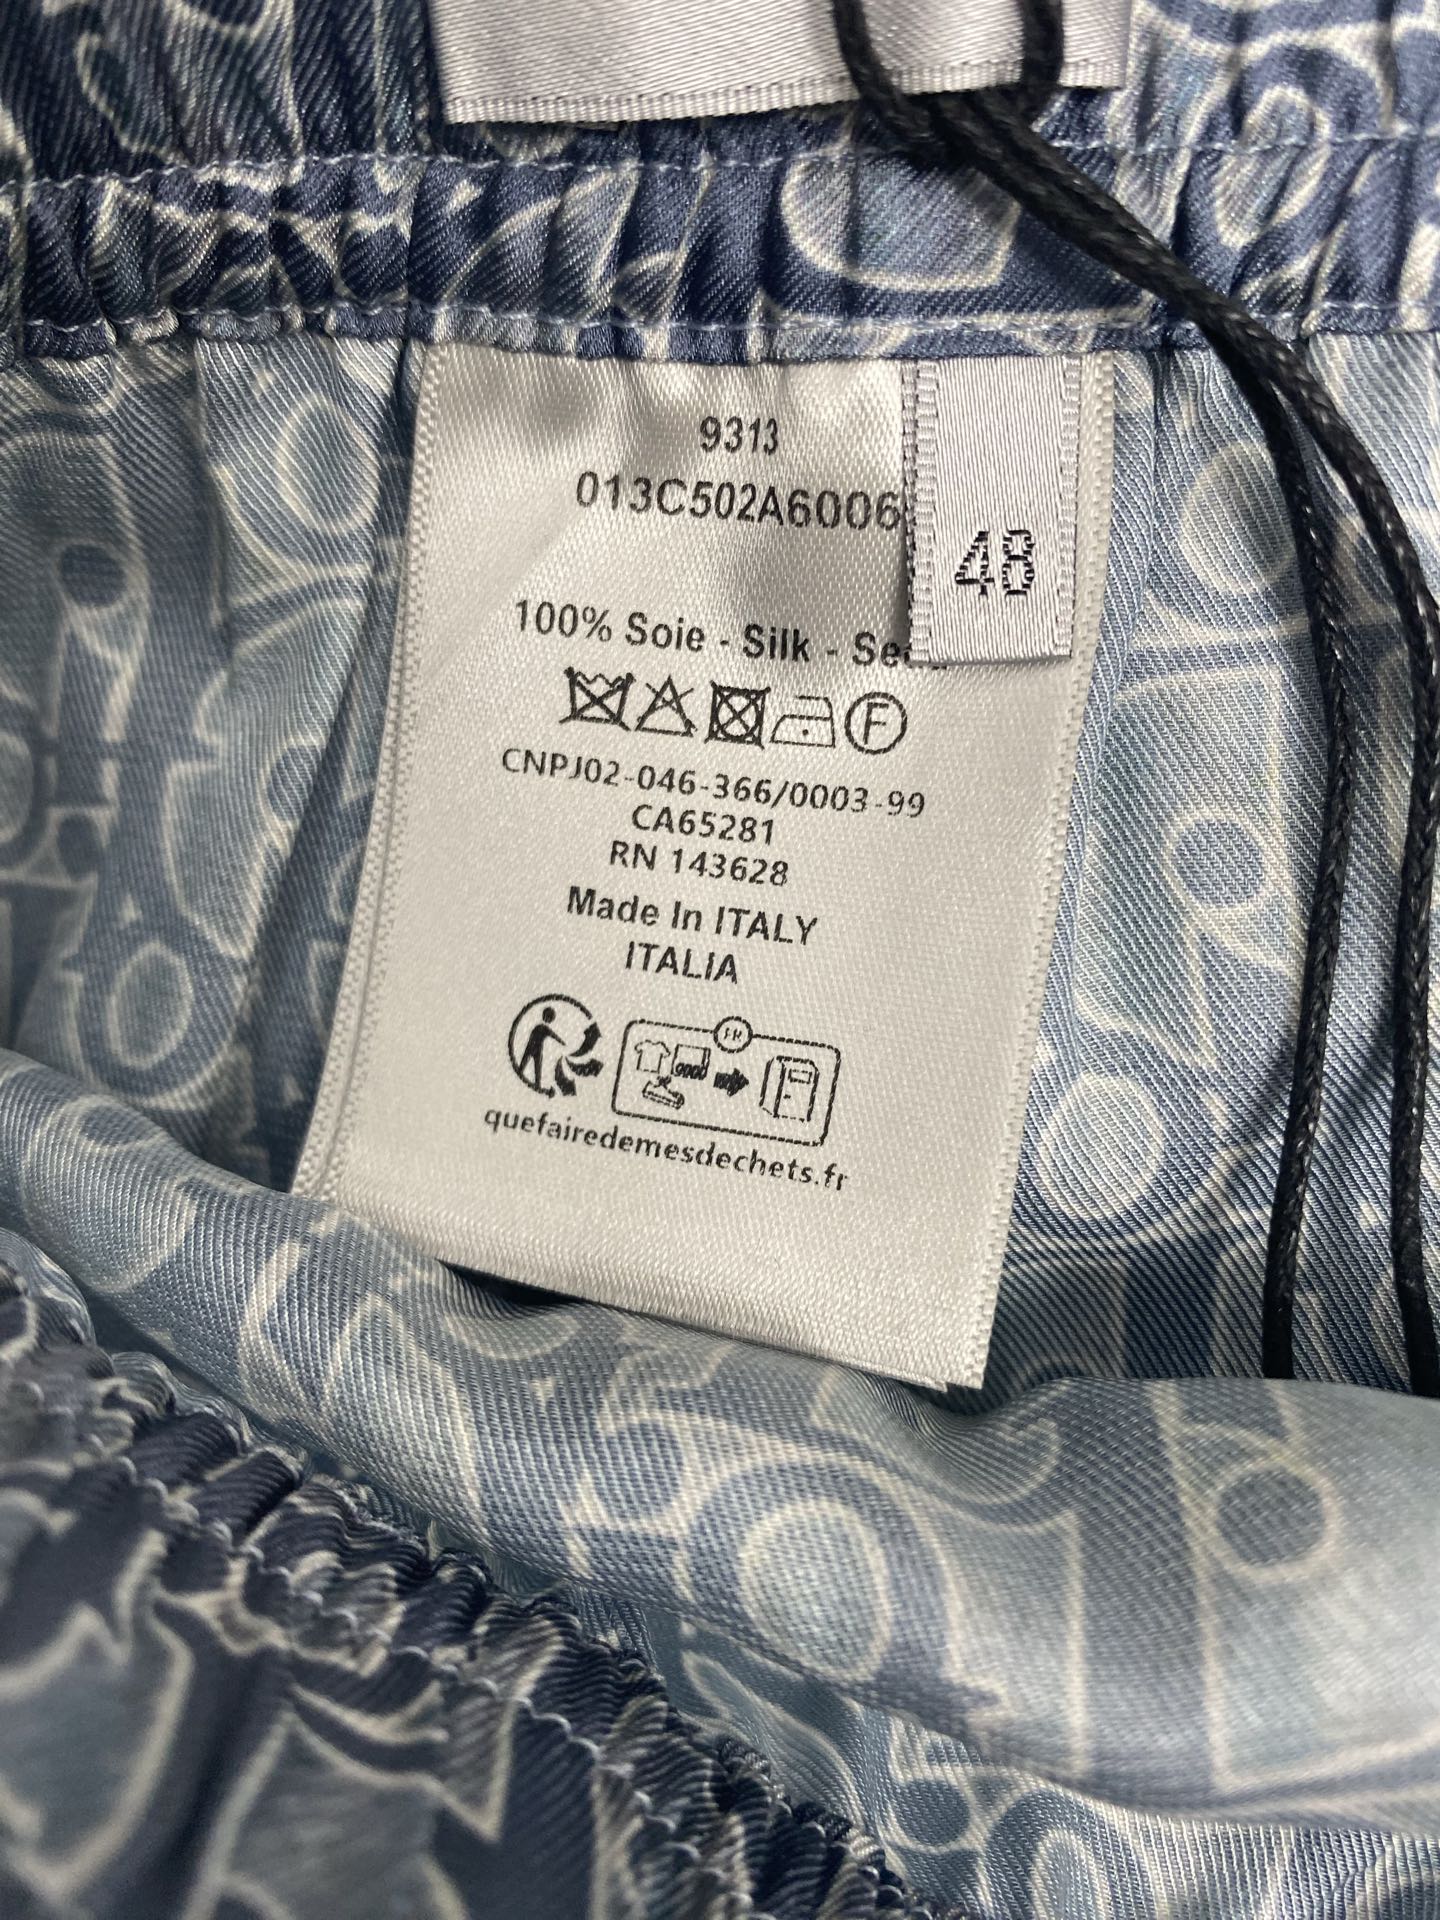 9313
013C502A6006
48
100% Soie - Silk -
CNPJ02-046-366/0003-99
CA65281
RN 143628
Made In ITALY
ITALIA
FR
quefairedemesdechets.fr
F